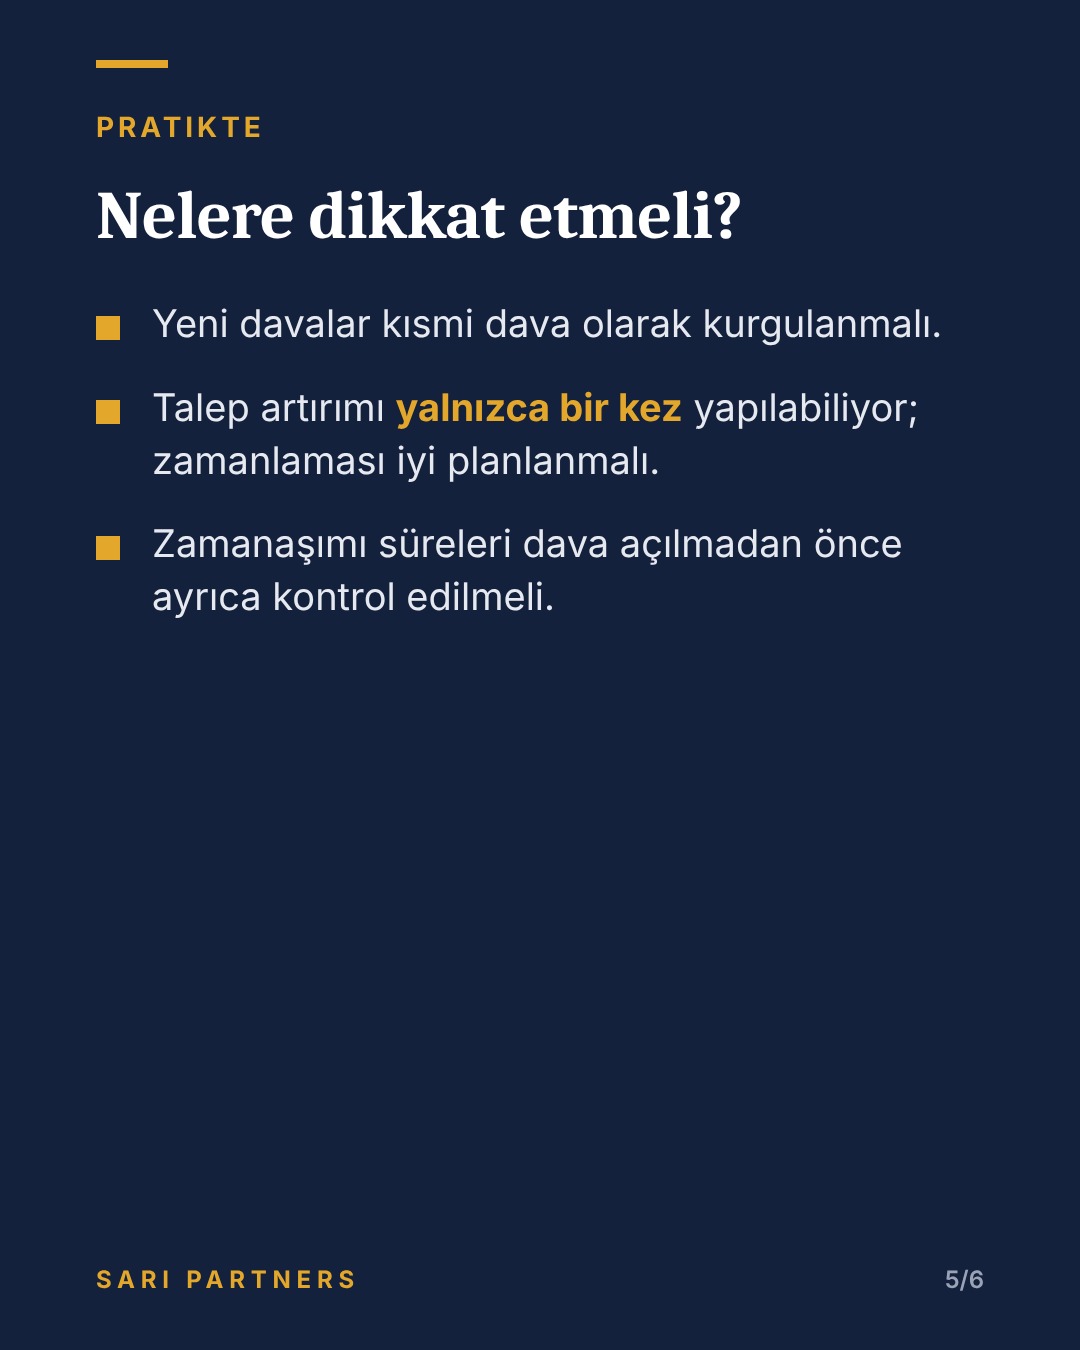 PRATIKTE
Nelere dikkat etmeli?
Yeni davalar kısmi dava olarak kurgulanmalı.
Talep artırımı yalnızca bir kez yapılabiliyor;
zamanlaması iyi planlanmalı.
Zamanaşımı süreleri dava açılmadan önce
ayrıca kontrol edilmeli.
SARI PARTNERS
5/6